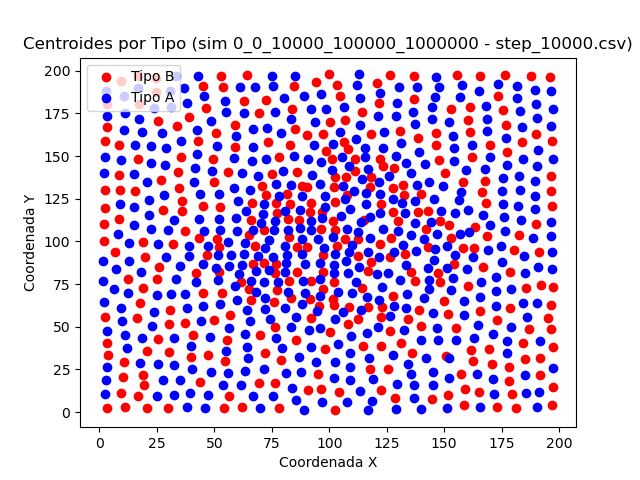 Centroides por Tipo (sim 0_0_10000_100000_1000000 - step_10000.csv)
Tipo B
Tipo A
Coordenada Y
200
175
150
125
100
75
50
25
0
0 25 50 75 100 125 150 175 200
Coordenada X